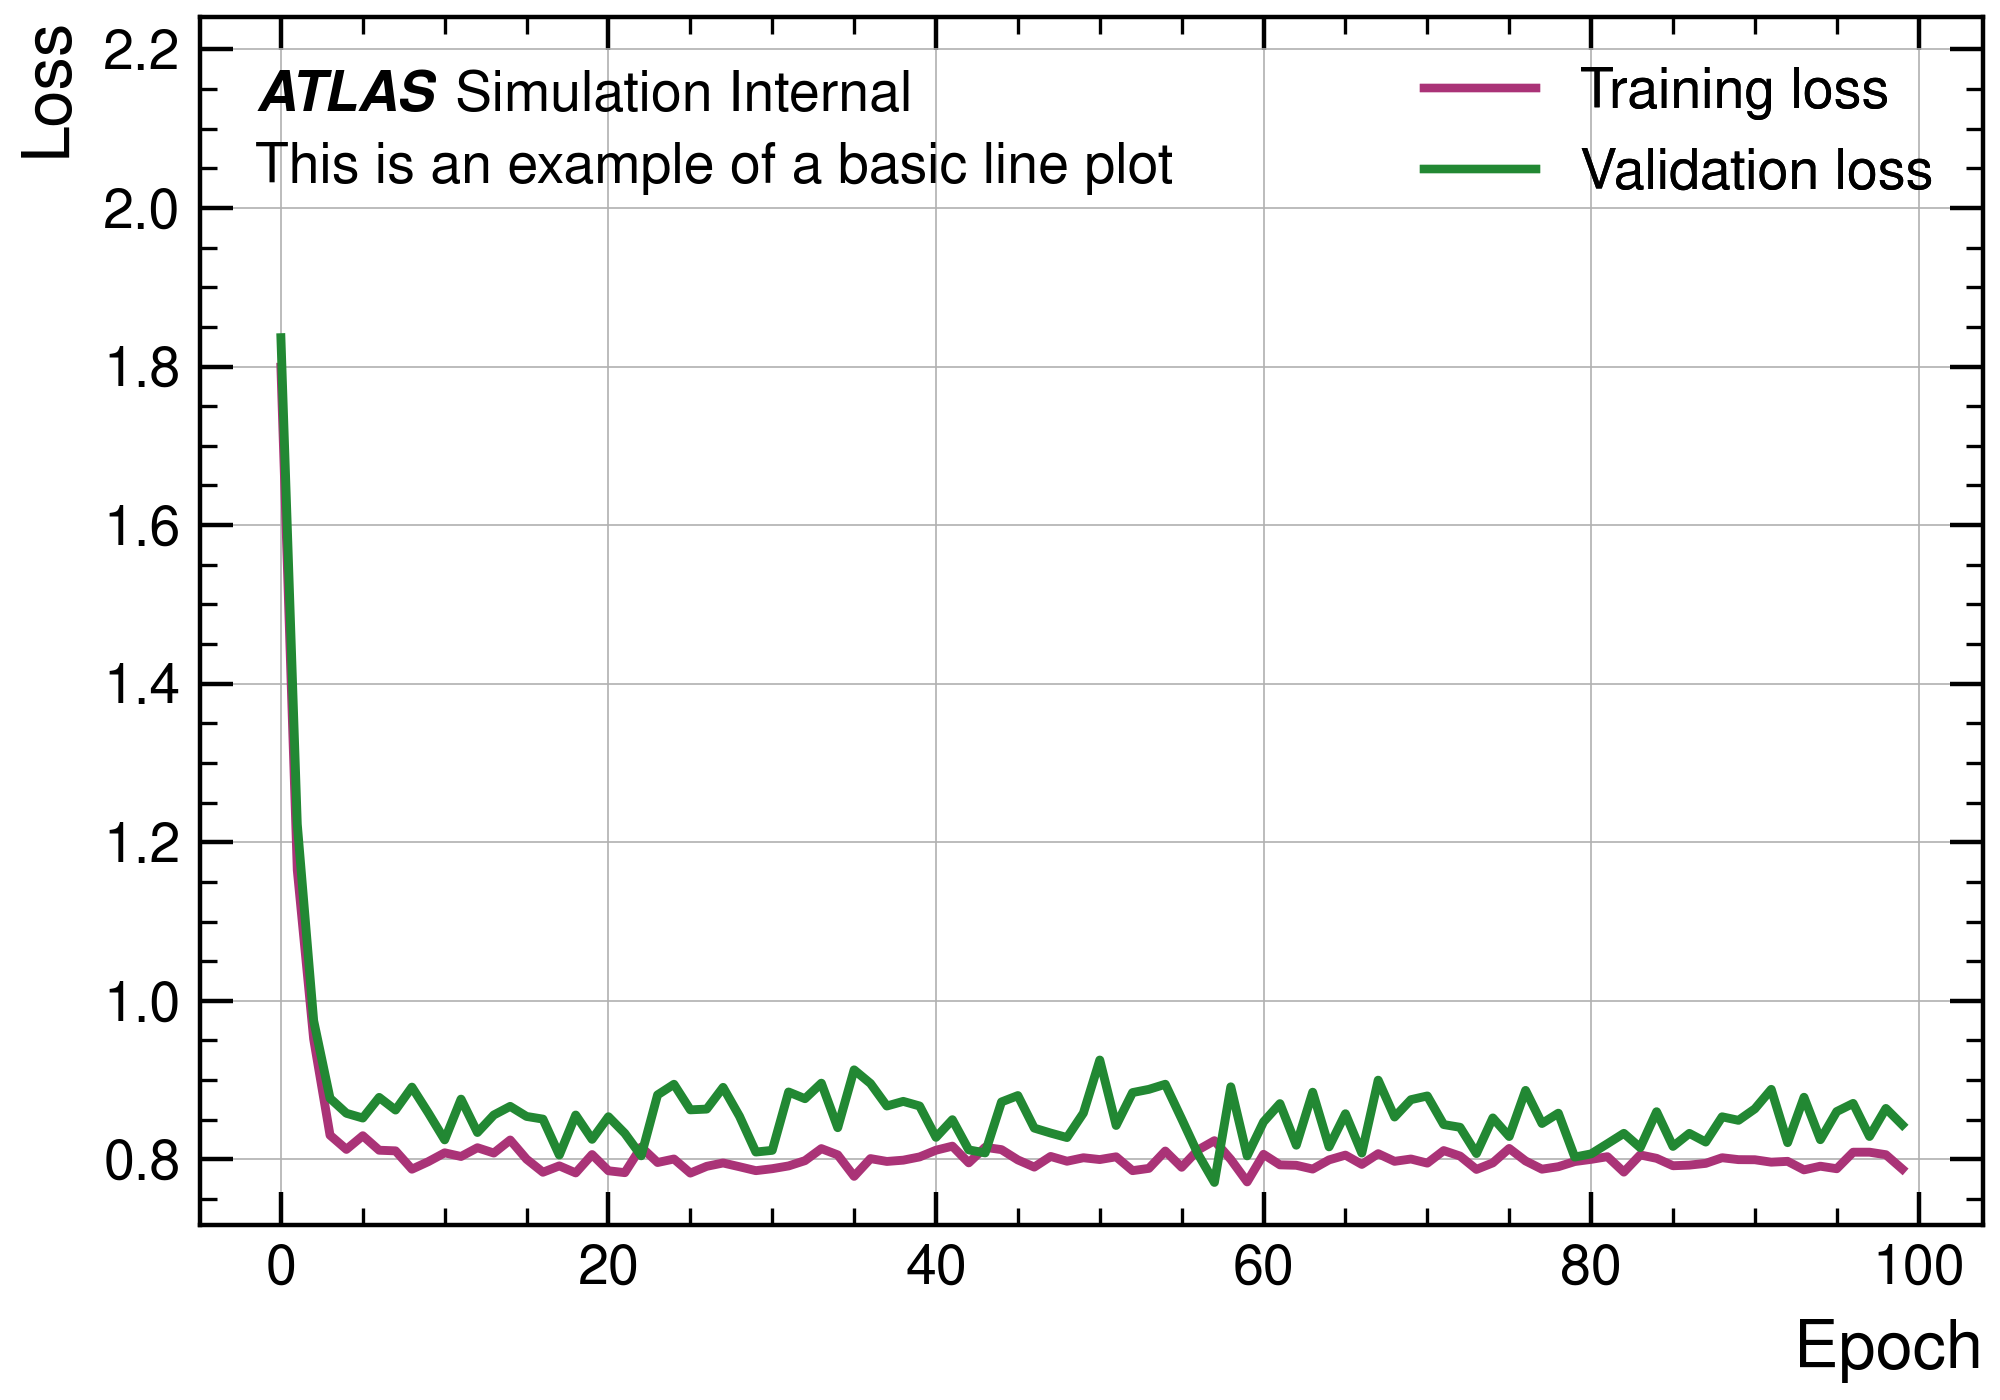 Loss
2.2
2.0
1.8
1.6
1.4
1.2
1.0
0.8
ATLAS Simulation Internal
This is an example of a basic line plot
Training loss
Validation loss
0 20 40 60 80 100
Epoch